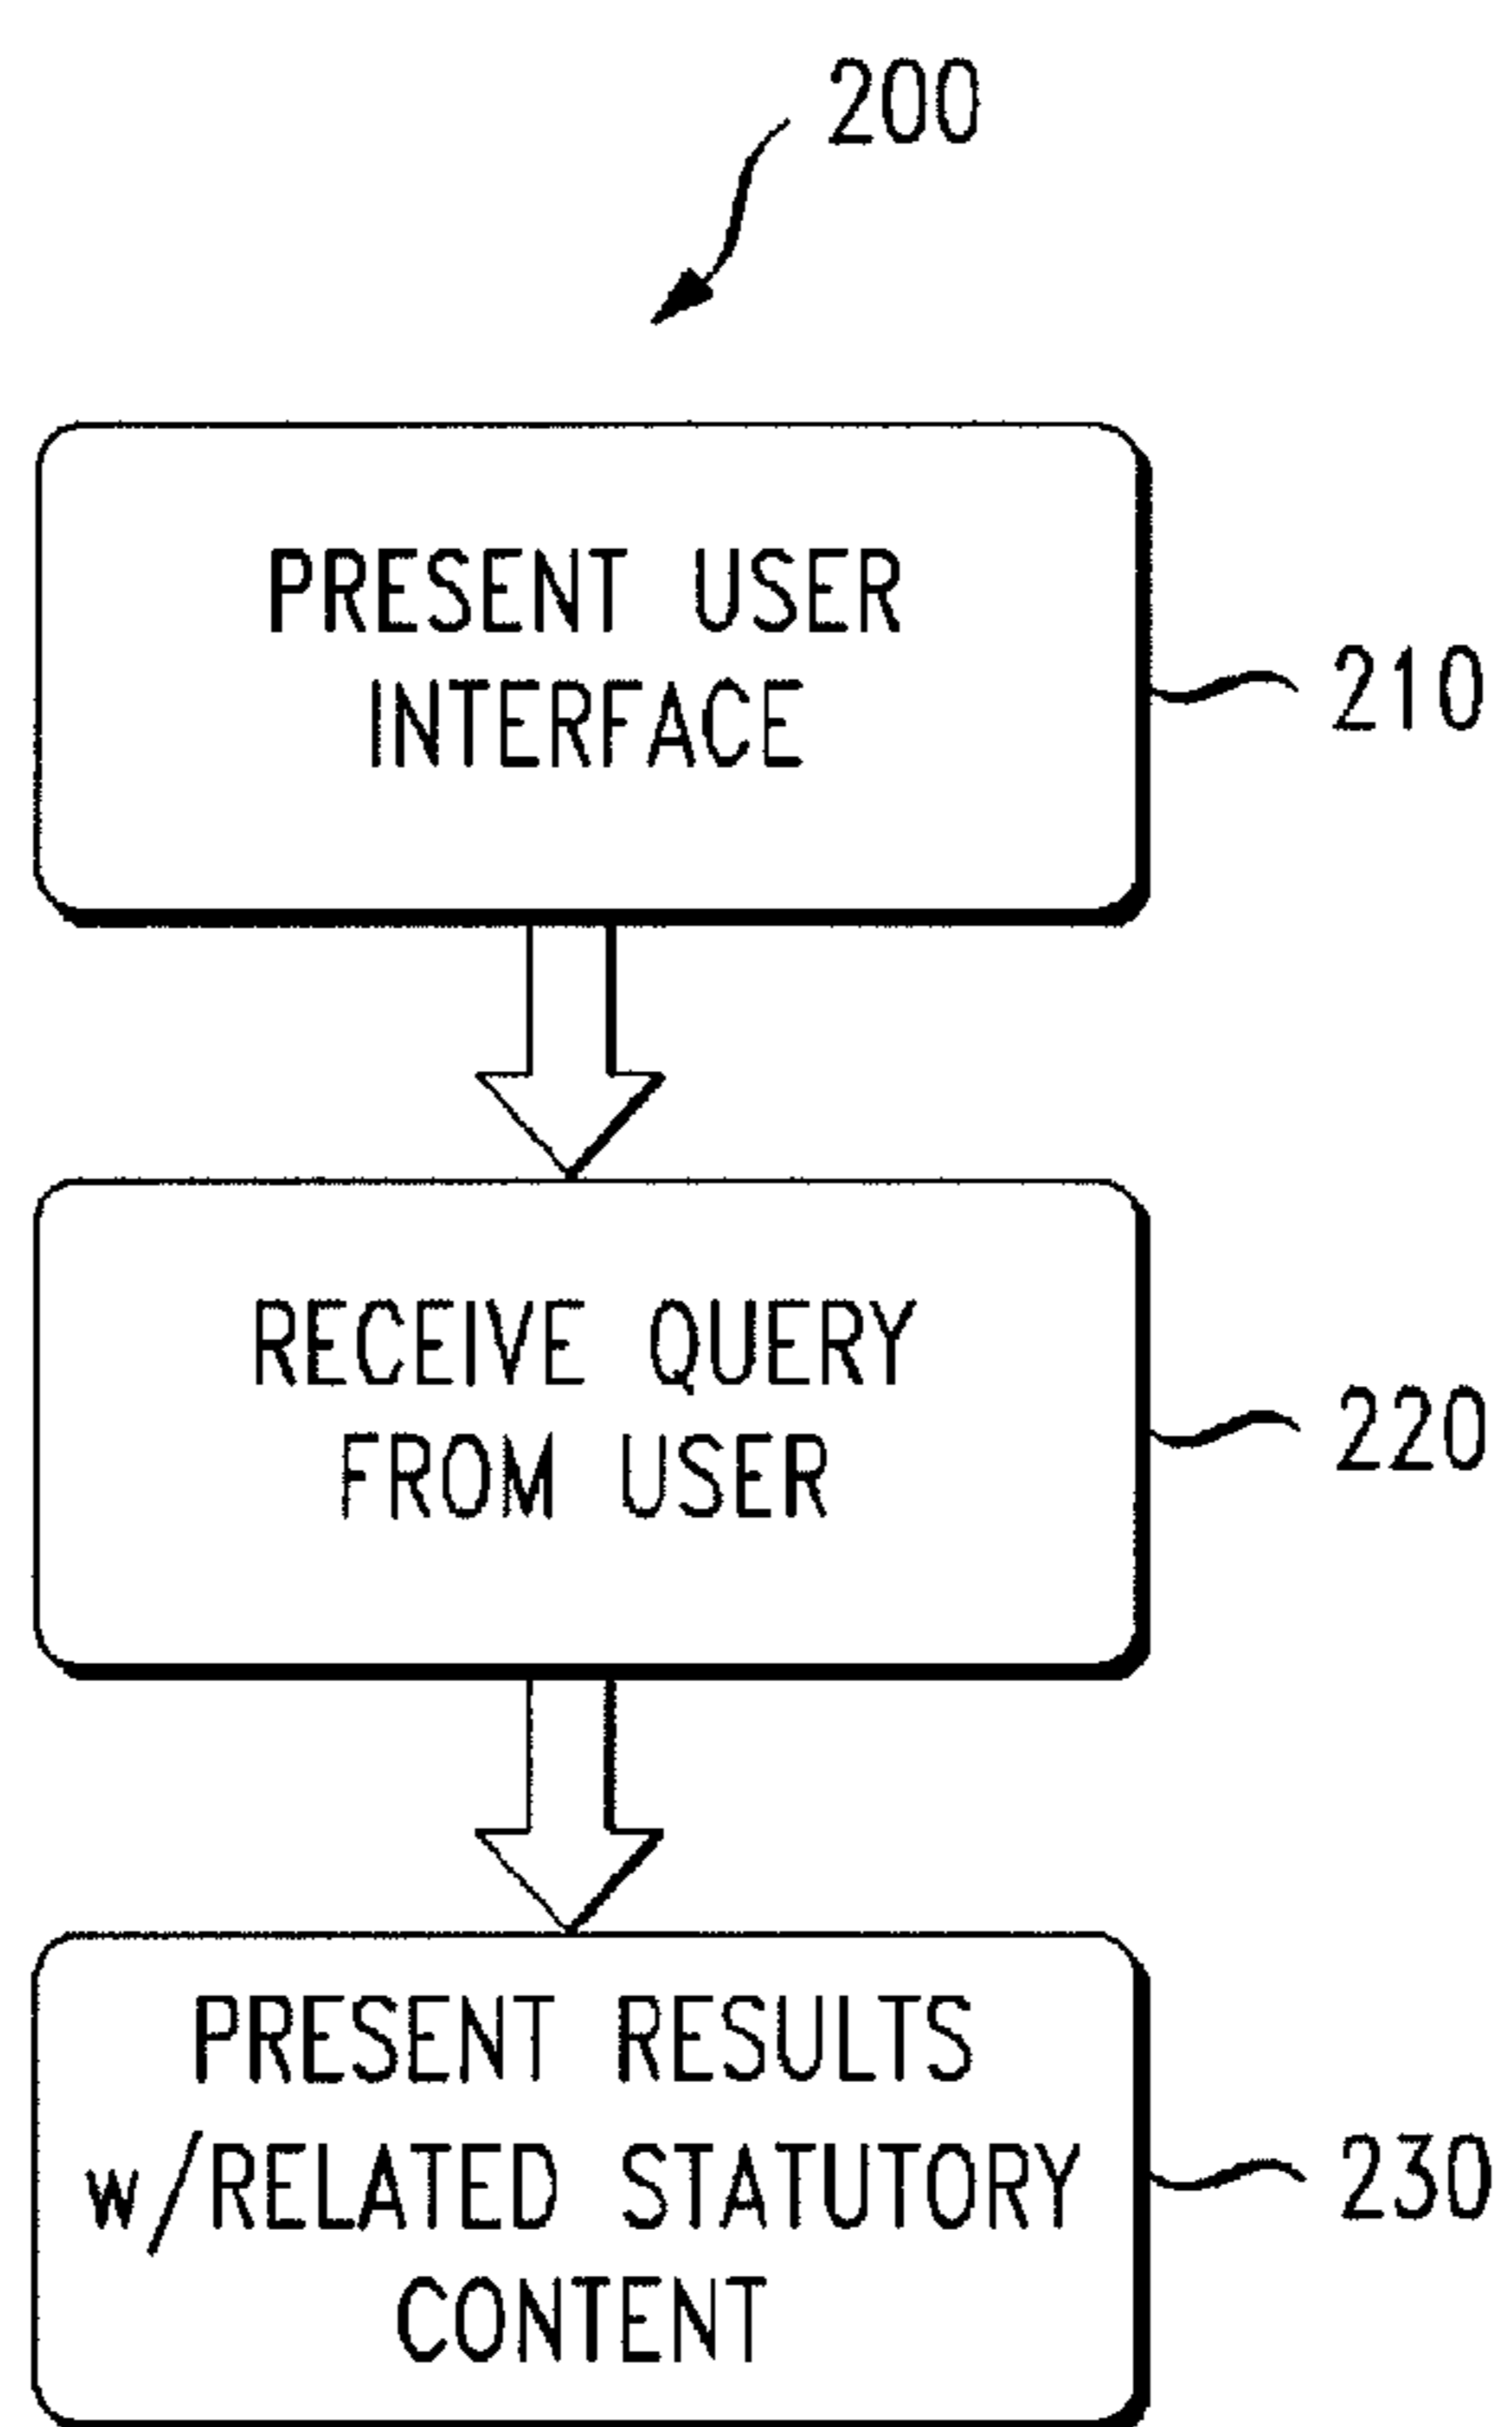 200
PRESENT USER
INTERFACE
210
RECEIVE QUERY
FROM USER
220
PRESENT RESULTS
w/RELATED STATUTORY
CONTENT
230